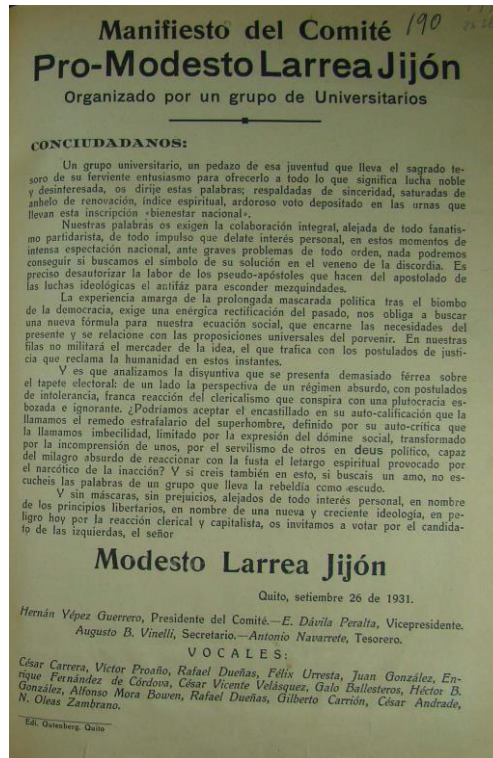 Manifiesto del Comité 190
Pro-Modesto Larrea Jijón
Organizado por un grupo de Universitarios
CONCIUDADANOS:
Un grupo universitario, un pedazo de esa juventud que lleva el sagrado te-
soro de su ferviente entusiasmo para ofrecerlo a todo lo que significa lucha noble
y desinteresada, os dirije estas palabras; respaldadas de sinceridad, saturadas de
anhelo de renovación, índice espiritual, ardoroso voto depositado en las urnas que
llevan esta inscripción «bienestar nacional».
Nuestras palabras os exigen la colaboración integral, alejada de todo fanatis-
mo partidarista, de todo impulso que delate interés personal, en estos momentos de
intensa espectación nacional, ante graves problemas de todo orden, nada podremos
conseguir si buscamos el símbolo de su solución en el veneno de la discordia. Es
preciso desautorizar la labor de los pseudo-apóstoles que hacen del apostolado de
las luchas ideológicas el antifáz para esconder mezquindades.
La experiencia amarga de la prolongada mascarada política tras el biombo
de la democracia, exige una enérgica rectificación del pasado, nos obliga a buscar
una nueva fórmula para nuestra ecuación social, que encarne las necesidades del
presente y se relacione con las proposiciones universales del porvenir. En nuestras
filas no militará el mercader de la idea, el que trafica con los postulados de justi-
cia que reclama la humanidad en estos instantes.
Y es que analizamos la disyuntiva que se presenta demasiado férrea sobre
el tapete electoral: de un lado la perspectiva de un régimen absurdo, con postulados
de intolerancia, franca reacción del clericalismo que conspira con una plutocracia es-
bozada e ignorante. ¿Podríamos aceptar el encastillado en su auto-calificación que la
llamamos el remedo estrafalario del superhombre, definido por su auto-crítica que
la llamamos imbecilidad, limitado por la expresión del dómine social, transformado
por la incomprensión de unos, por el servilismo de otros en deus político, capaz
del milagro absurdo de reaccionar con la fusta el letargo espiritual provocado por
el narcótico de la inacción? Y si creis también en esto, si buscais un amo, no es-
cucheis las palabras de un grupo que lleva la rebeldía como escudo.
Y sin máscaras, sin prejuicios, alejados de todo interés personal, en nombre
de los principios libertarios, en nombre de una nueva y creciente ideología, en pe-
ligro hoy por la reacción clerical y capitalista, os invitamos a votar por el candida-
to de las izquierdas, el señor
Modesto Larrea Jijón
Quito, setiembre 26 de 1931.
Hernán Yépez Guerrero, Presidente del Comité.—E. Dávila Peralta, Vicepresidente.
Augusto B. Vinelli, Secretario.—Antonio Navarrete, Tesorero.
VOCALES:
César Carrera, Victor Proaño, Rafael Dueñas, Félix Urresta, Juan González, En-
rique Fernández de Córdova, César Vicente Velásquez, Galo Ballesteros, Héctor B.
González, Alfonso Mora Bowen, Rafael Dueñas, Gilberto Carrión, César Andrade,
N. Oleas Zambrano.
Edi. Gutenberg. Quito